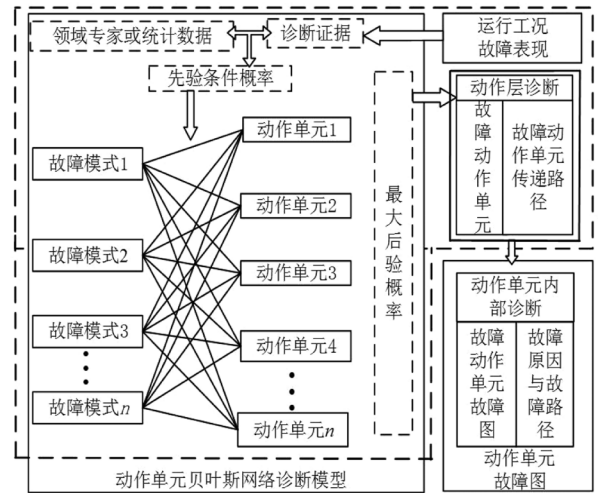 领域专家或统计数据
诊断证据
运行工况
故障表现
先验条件概率
动作层诊断
故障动作单元
故障动
作单元
传递路
径
故障模式1
故障模式2
故障模式3
故障模式n
动作单元1
动作单元2
动作单元3
动作单元4
动作单元n
最大后验概率
动作单元内
部诊断
故障
动作
单元
故障
图
故障
原因
与故
障路
径
动作单元
故障图
动作单元贝叶斯网络诊断模型